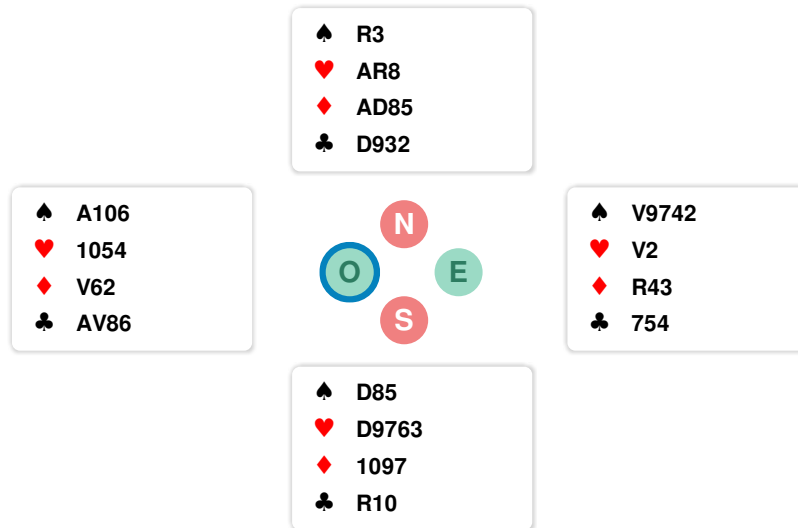 ♠ R3
♥ AR8
♦ AD85
♣ D932
♠ A106
♥ 1054
♦ V62
♣ AV86
N
O E
S
♠ V9742
♥ V2
♦ R43
♣ 754
♠ D85
♥ D9763
♦ 1097
♣ R10